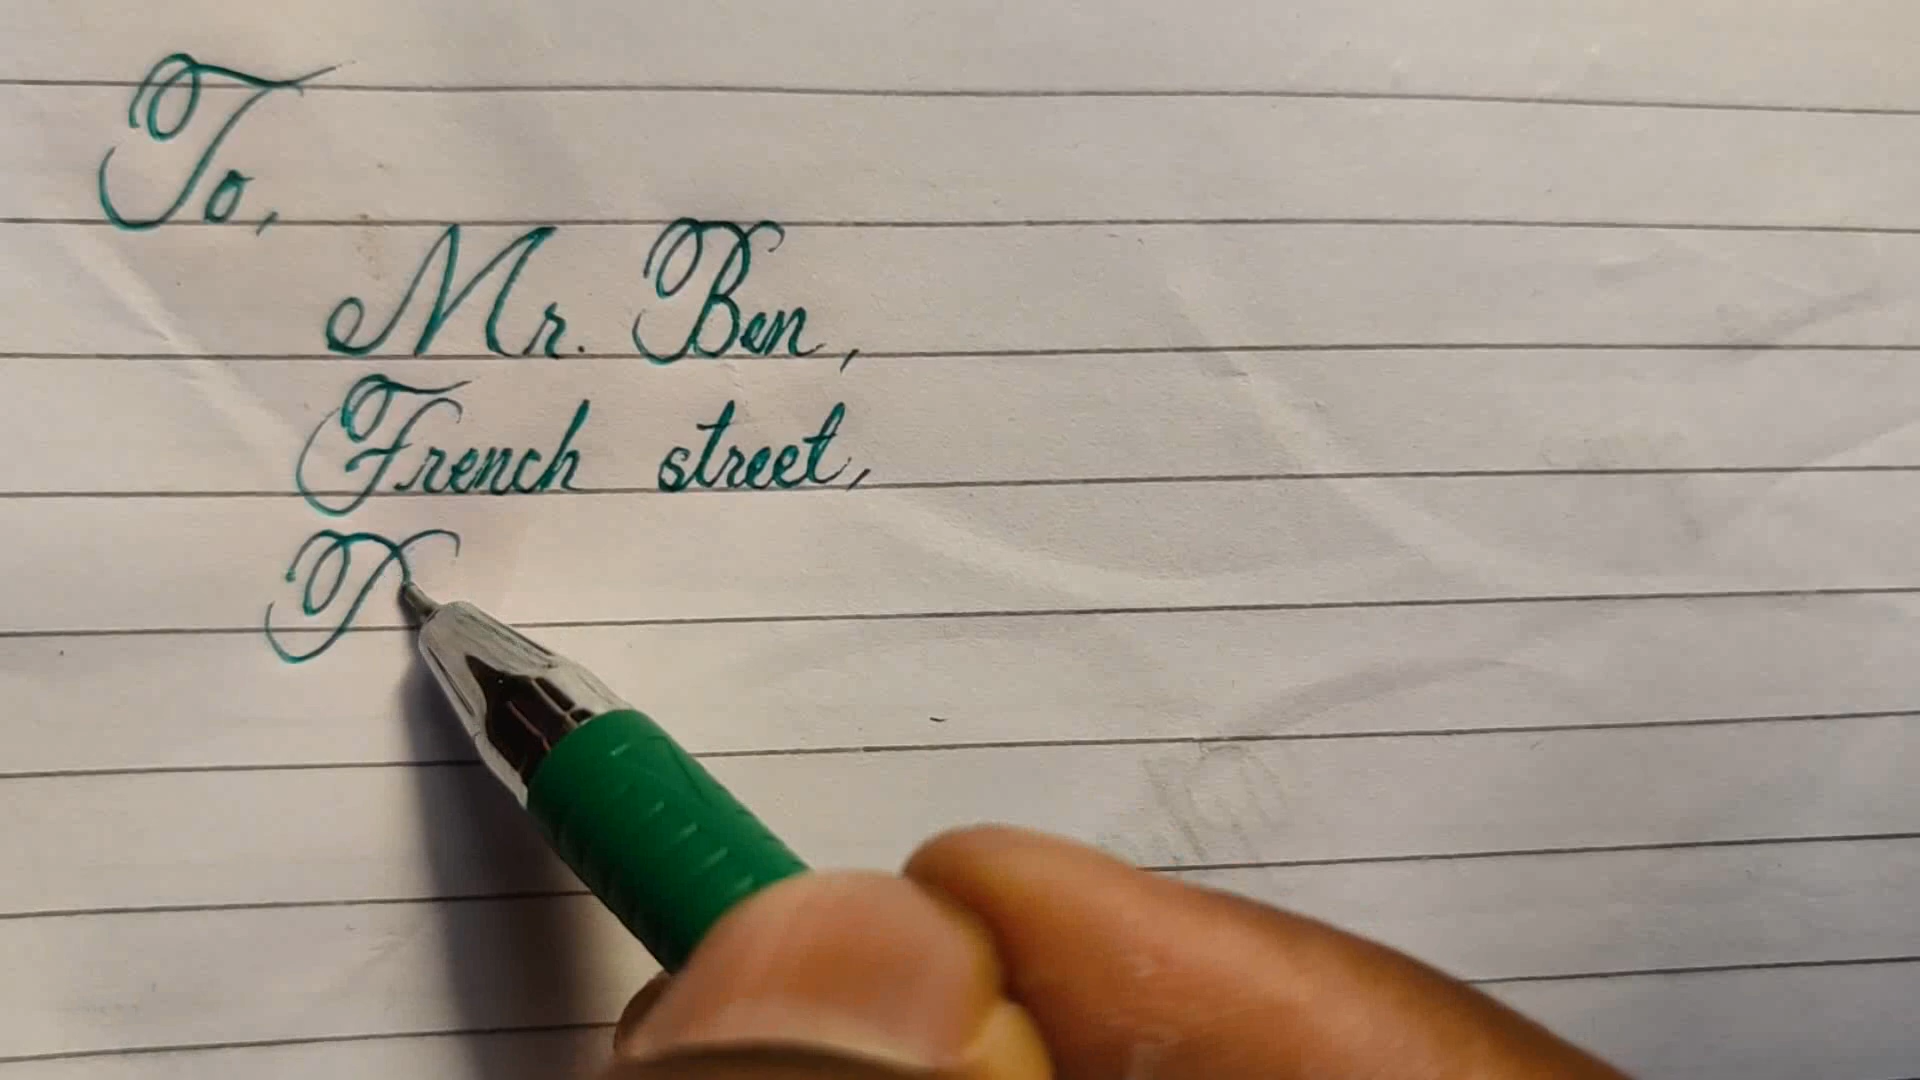 To,
Mr. Ben,
French street,